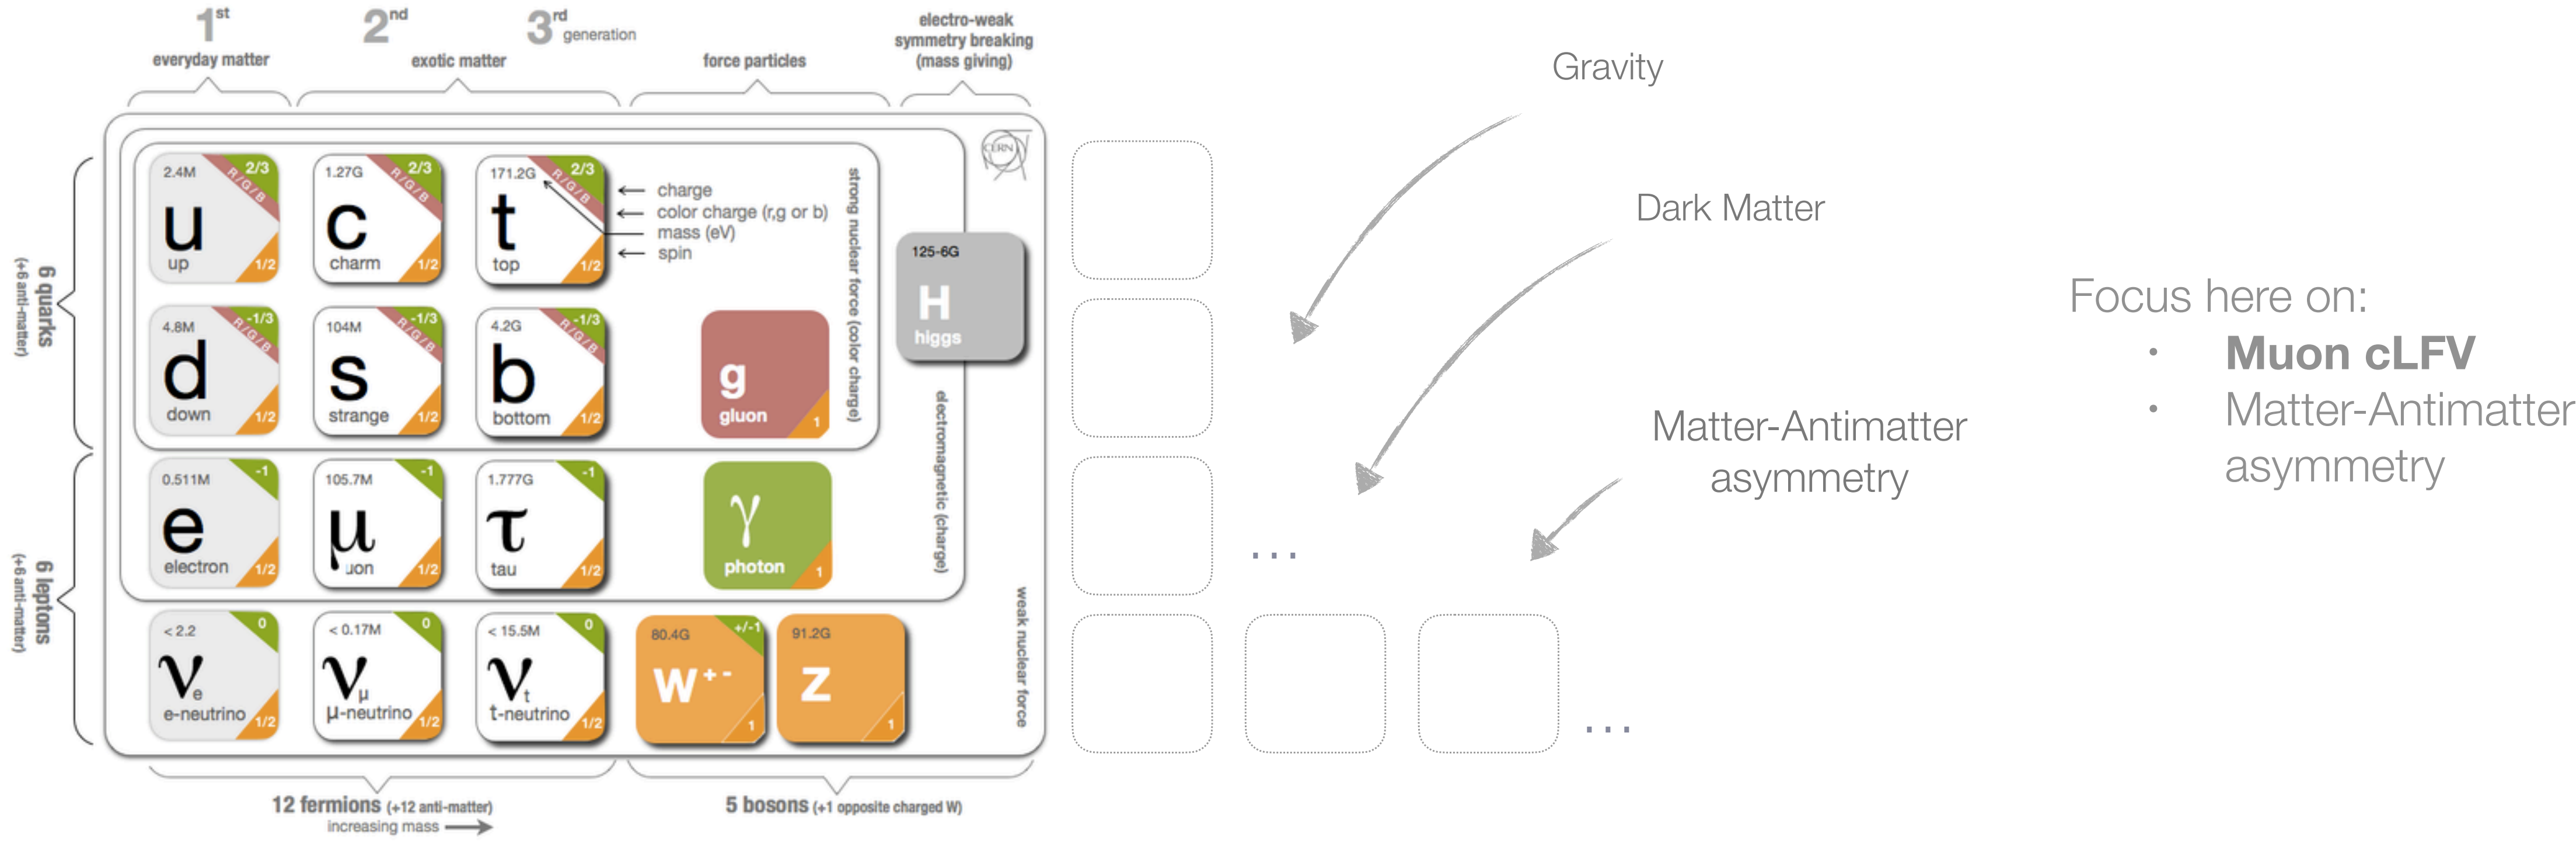 1st
everyday matter
2nd
exotic matter
3rd generation
force particles
electro-weak
symmetry breaking
(mass giving)
6 quarks
(+6 anti-matter)
6 leptons
(+6 anti-matter)
2.4M
2/3
R/G/B
u
up
1/2
1.27G
2/3
R/G/B
c
charm
1/2
171.2G
2/3
R/G/B
t
top
1/2
charge
color charge (r,g or b)
mass (eV)
spin
strong nuclear force (color charge)
CERN
4.8M
-1/3
R/G/B
d
down
1/2
104M
-1/3
R/G/B
s
strange
1/2
4.2G
-1/3
R/G/B
b
bottom
1/2
g
gluon
1
125-6G
H
higgs
0.511M
-1
e
electron
1/2
105.7M
-1
μ
uon
1/2
1.777G
-1
τ
tau
1/2
γ
photon
1
electromagnetic (charge)
< 2.2
0
νe
e-neutrino
1/2
< 0.17M
0
νμ
μ-neutrino
1/2
< 15.5M
0
νt
t-neutrino
1/2
80.4G
+/-1
W+-
1
91.2G
Z
1
weak nuclear force
12 fermions (+12 anti-matter)
increasing mass
5 bosons (+1 opposite charged W)
Gravity
Dark Matter
Matter-Antimatter
asymmetry
...
...
Focus here on:
• Muon cLFV
• Matter-Antimatter
asymmetry